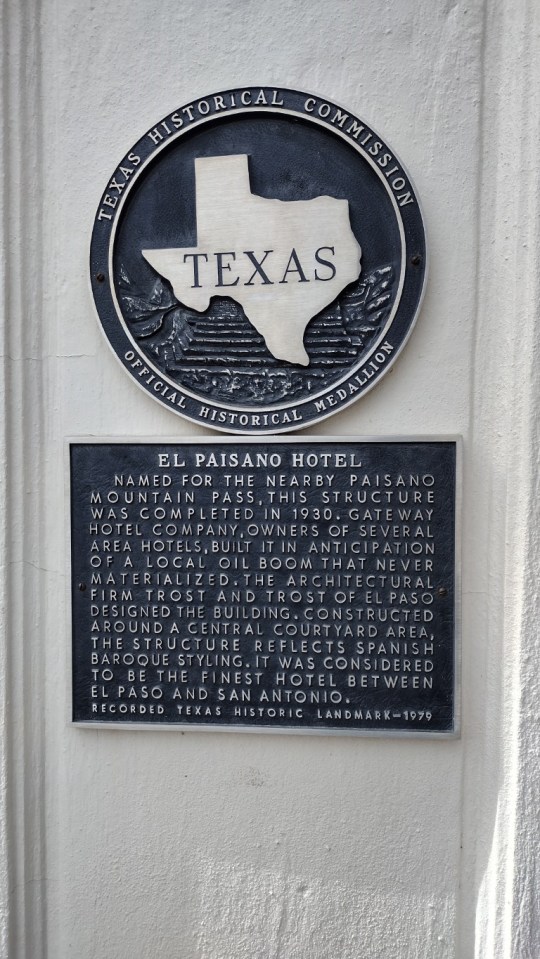 TEXAS HISTORICAL COMMISSION
TEXAS
OFFICIAL HISTORICAL MEDALLION
EL PAISANO HOTEL
NAMED FOR THE NEARBY PAISANO
MOUNTAIN PASS, THIS STRUCTURE
WAS COMPLETED IN 1930. GATEWAY
HOTEL COMPANY, OWNERS OF SEVERAL
AREA HOTELS, BUILT IT IN ANTICIPATION
OF A LOCAL OIL BOOM THAT NEVER
MATERIALIZED. THE ARCHITECTURAL
FIRM TROST AND TROST OF EL PASO
DESIGNED THE BUILDING. CONSTRUCTED
AROUND A CENTRAL COURTYARD AREA,
THE STRUCTURE REFLECTS SPANISH
BAROQUE STYLING. IT WAS CONSIDERED
TO BE THE FINEST HOTEL BETWEEN
EL PASO AND SAN ANTONIO.
RECORDED TEXAS HISTORIC LANDMARK-1979